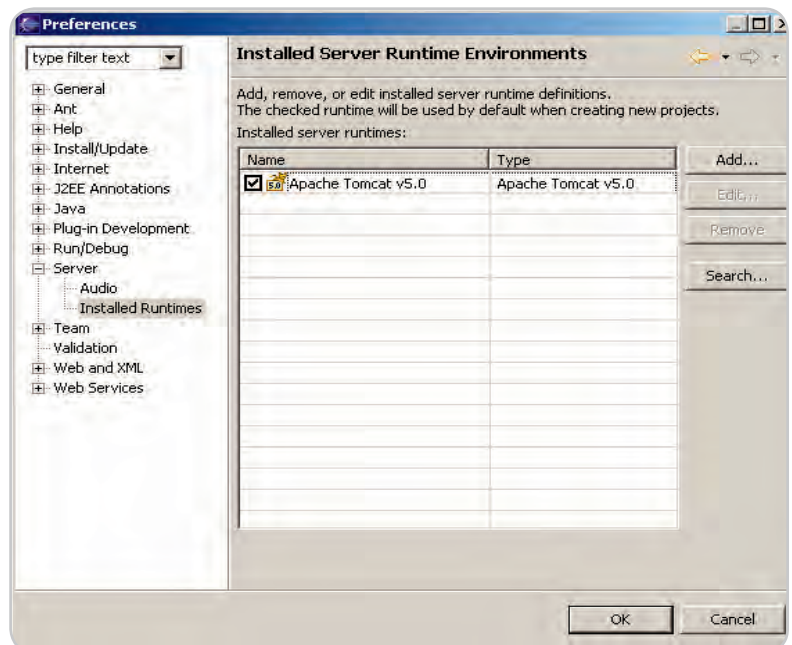 Preferences
type filter text
General
Ant
Help
Install/Update
Internet
J2EE Annotations
Java
Plug-in Development
Run/Debug
Server
Audio
Installed Runtimes
Team
Validation
Web and XML
Web Services
Installed Server Runtime Environments
Add, remove, or edit installed server runtime definitions.
The checked runtime will be used by default when creating new projects.
Installed server runtimes:
Name Type
5.0 Apache Tomcat v5.0 Apache Tomcat v5.0
Add...
Edit...
Remove
Search...
OK Cancel